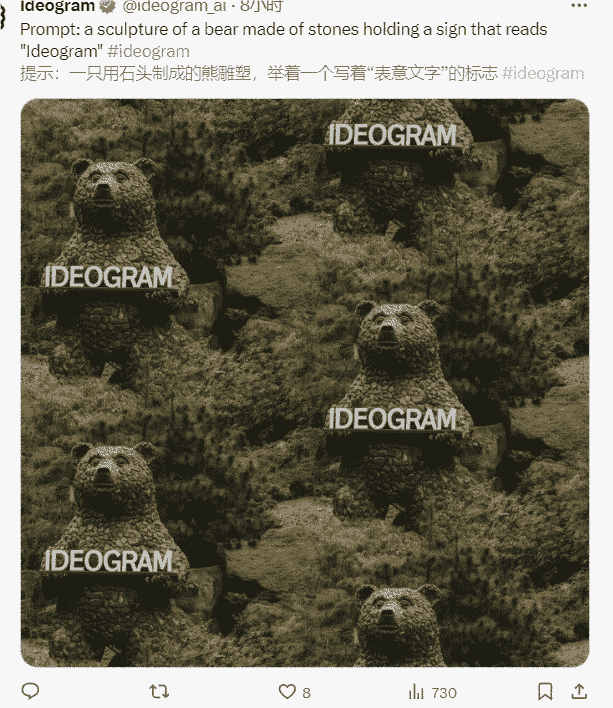 Ideogram @ideogram_ai · 8小时
Prompt: a sculpture of a bear made of stones holding a sign that reads
"Ideogram" #ideogram
提示：一只用石头制成的熊雕塑，举着一个写着“表意文字”的标志 #ideogram
IDEOGRAM
IDEOGRAM
IDEOGRAM
IDEOGRAM
8
730